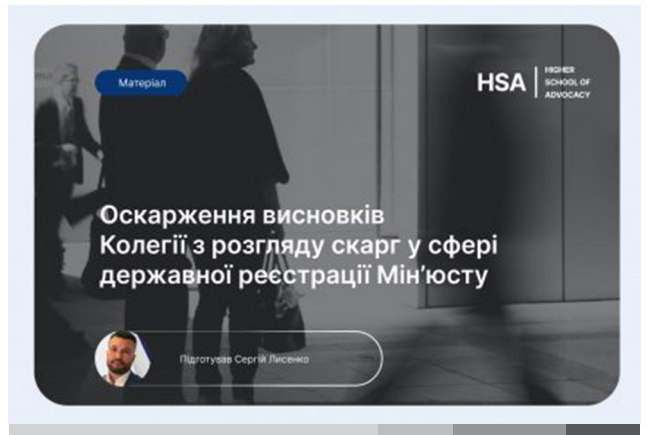 Матеріал
HSA
HIGHER
SCHOOL OF
ADVOCACY
Оскарження висновків
Колегії з розгляду скарг у сфері
державної реєстрації Мін’юсту
Підготував Сергій Лисенко